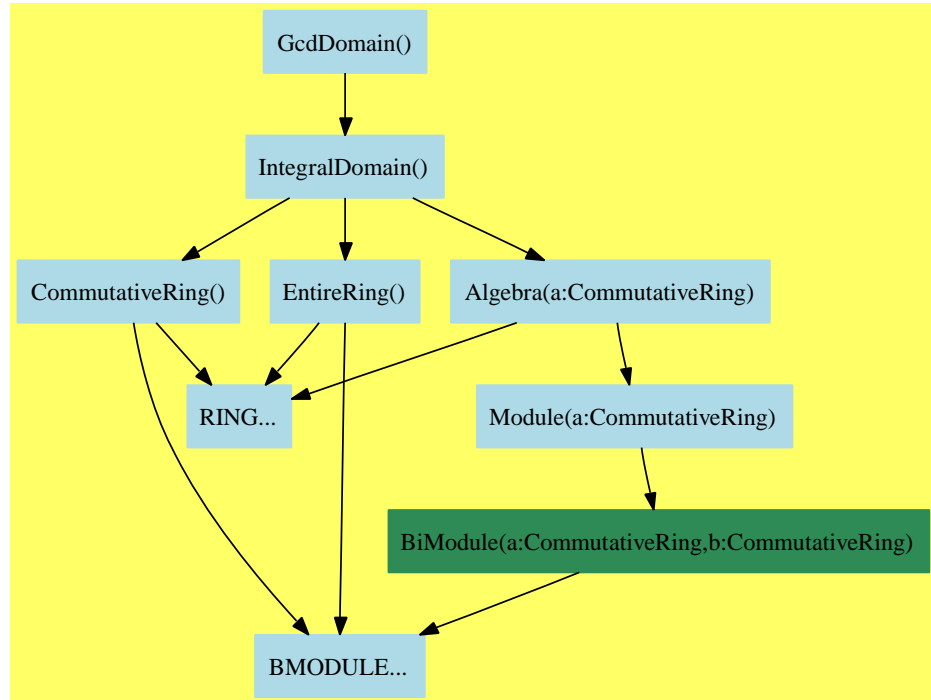 GcdDomain()
IntegralDomain()
CommutativeRing()
EntireRing()
Algebra(a:CommutativeRing)
RING...
Module(a:CommutativeRing)
BiModule(a:CommutativeRing,b:CommutativeRing)
BMODULE...